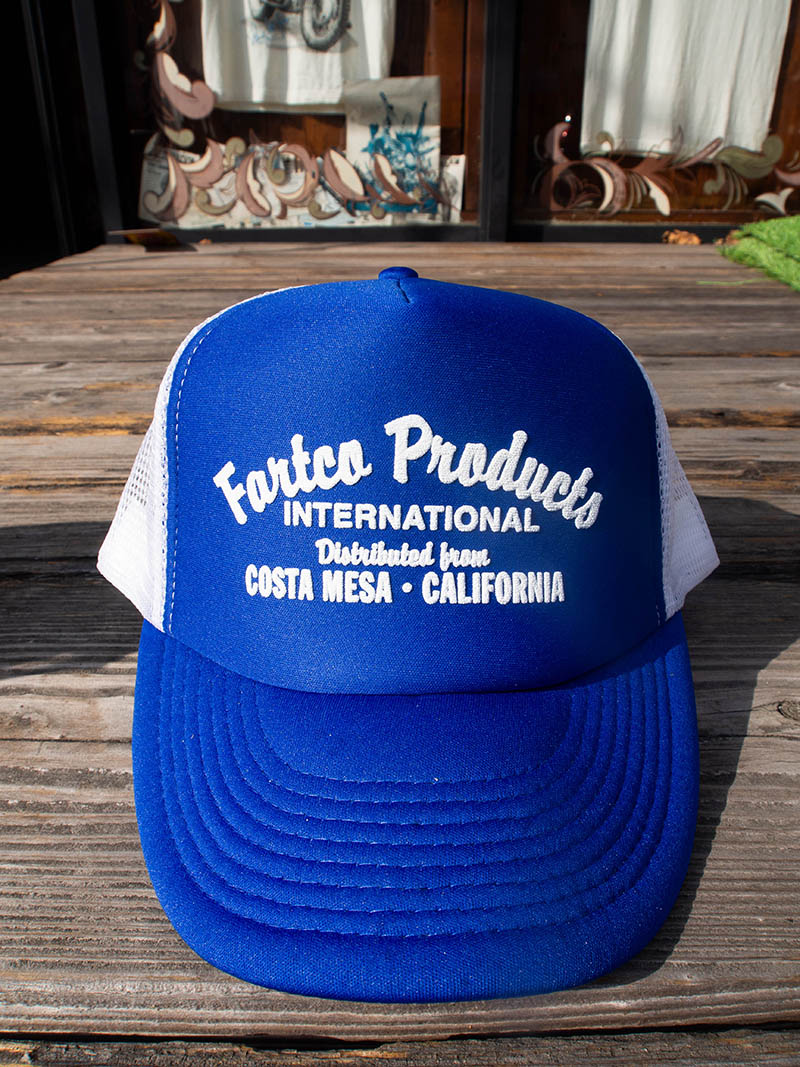 Fartco Products
INTERNATIONAL
Distributed from
COSTA MESA • CALIFORNIA